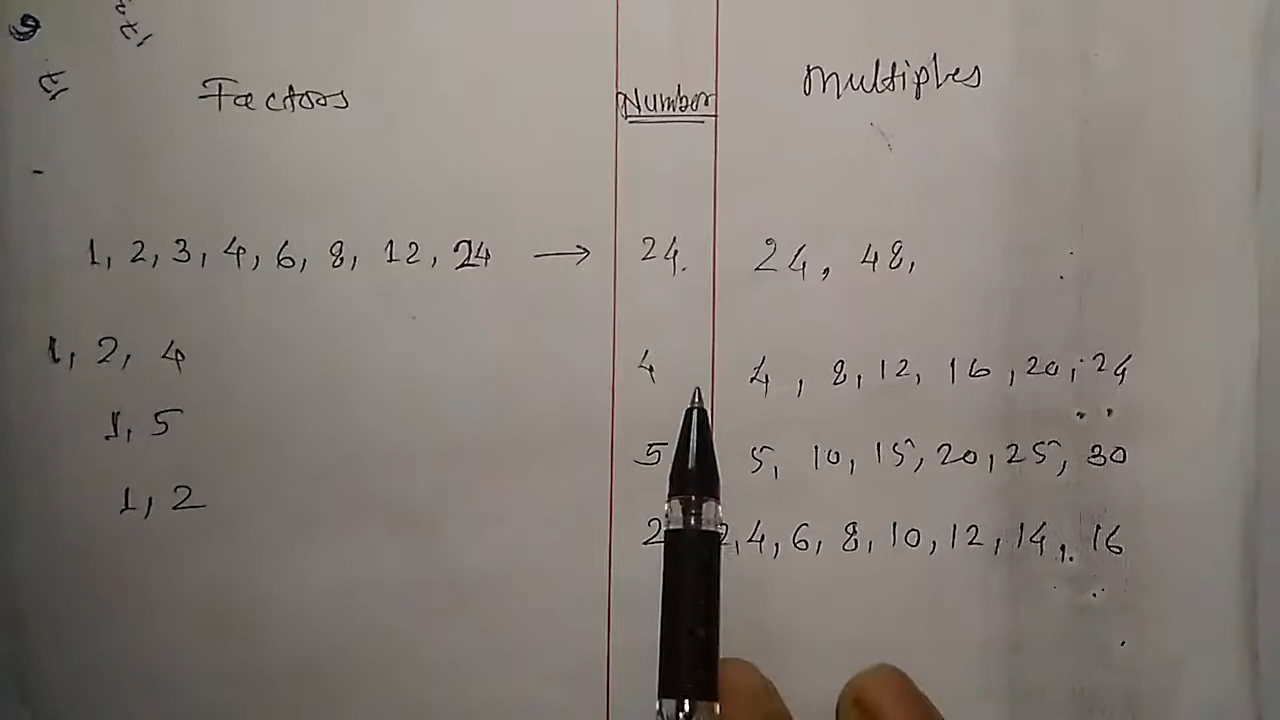 Factors Number Multiples
1, 2, 3, 4, 6, 8, 12, 24 → 24. 24, 48,
1, 2, 4 4 4, 8, 12, 16, 20, 24
1, 5 5 5, 10, 15, 20, 25, 30
1, 2 2 2, 4, 6, 8, 10, 12, 14, 16